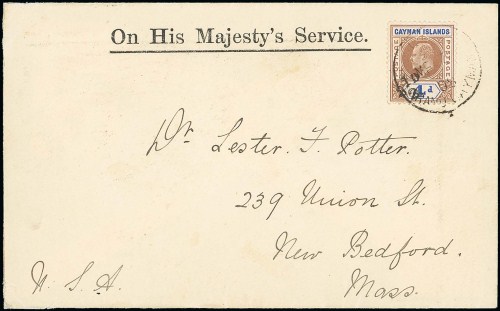 On His Majesty's Service.
CAYMAN ISLANDS
POSTAGE
4d
Dr. Lester. F. Potter.
239 Union St.
New Bedford.
Mass.
U. S. A.